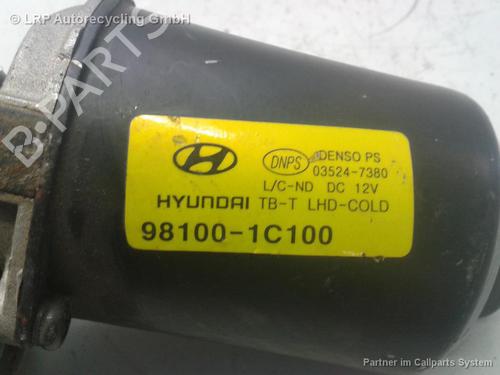 © LRP Autorecycling GmbH
B-Parts
DNPS
DENSO PS
03524-7380
L/C-ND DC 12V
HYUNDAI TB-T LHD-COLD
98100-1C100
Partner im Callparts System